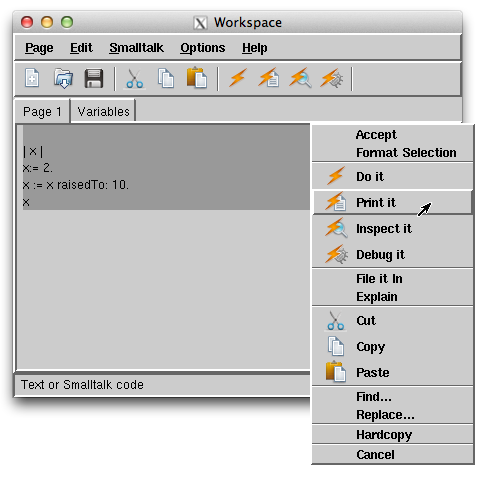 Workspace
Page Edit Smalltalk Options Help
Page 1 Variables
| x |
x:= 2.
x := x raisedTo: 10.
x
Text or Smalltalk code
Accept
Format Selection
Do it
Print it
Inspect it
Debug it
File it In
Explain
Cut
Copy
Paste
Find...
Replace...
Hardcopy
Cancel